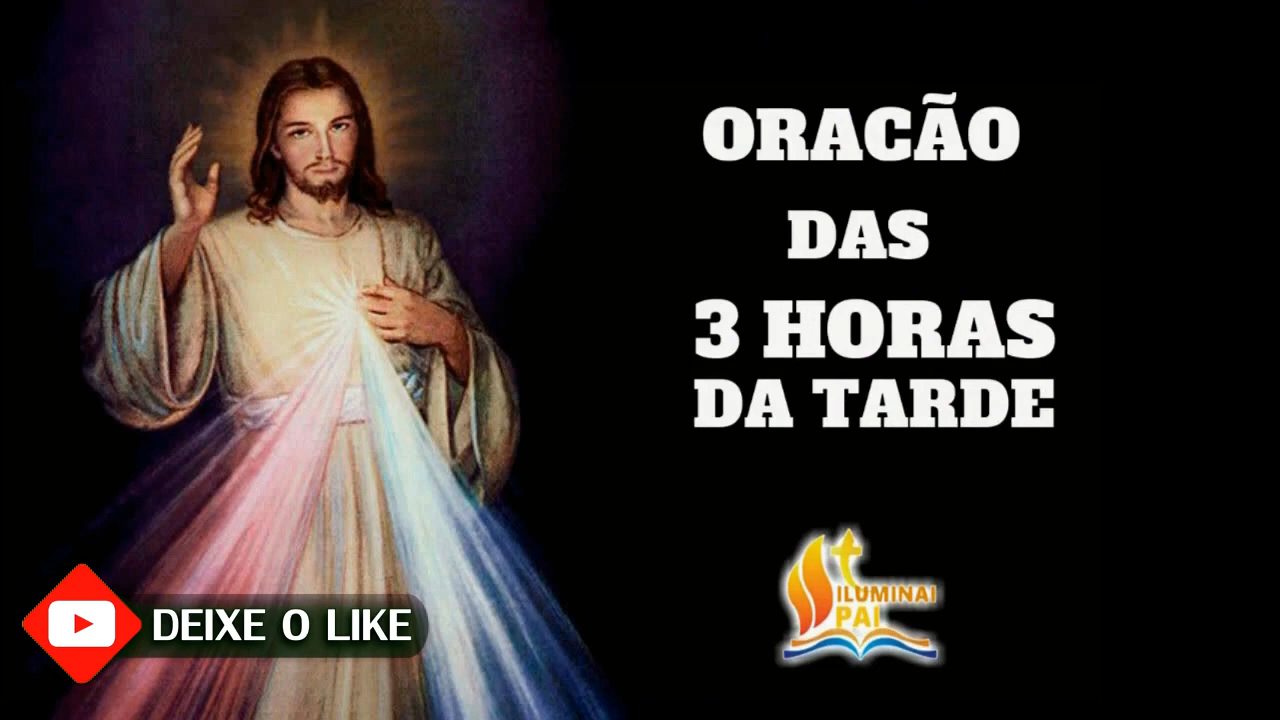 ORACÃO
DAS
3 HORAS
DA TARDE
ILUMINAI
PAI
DEIXE O LIKE